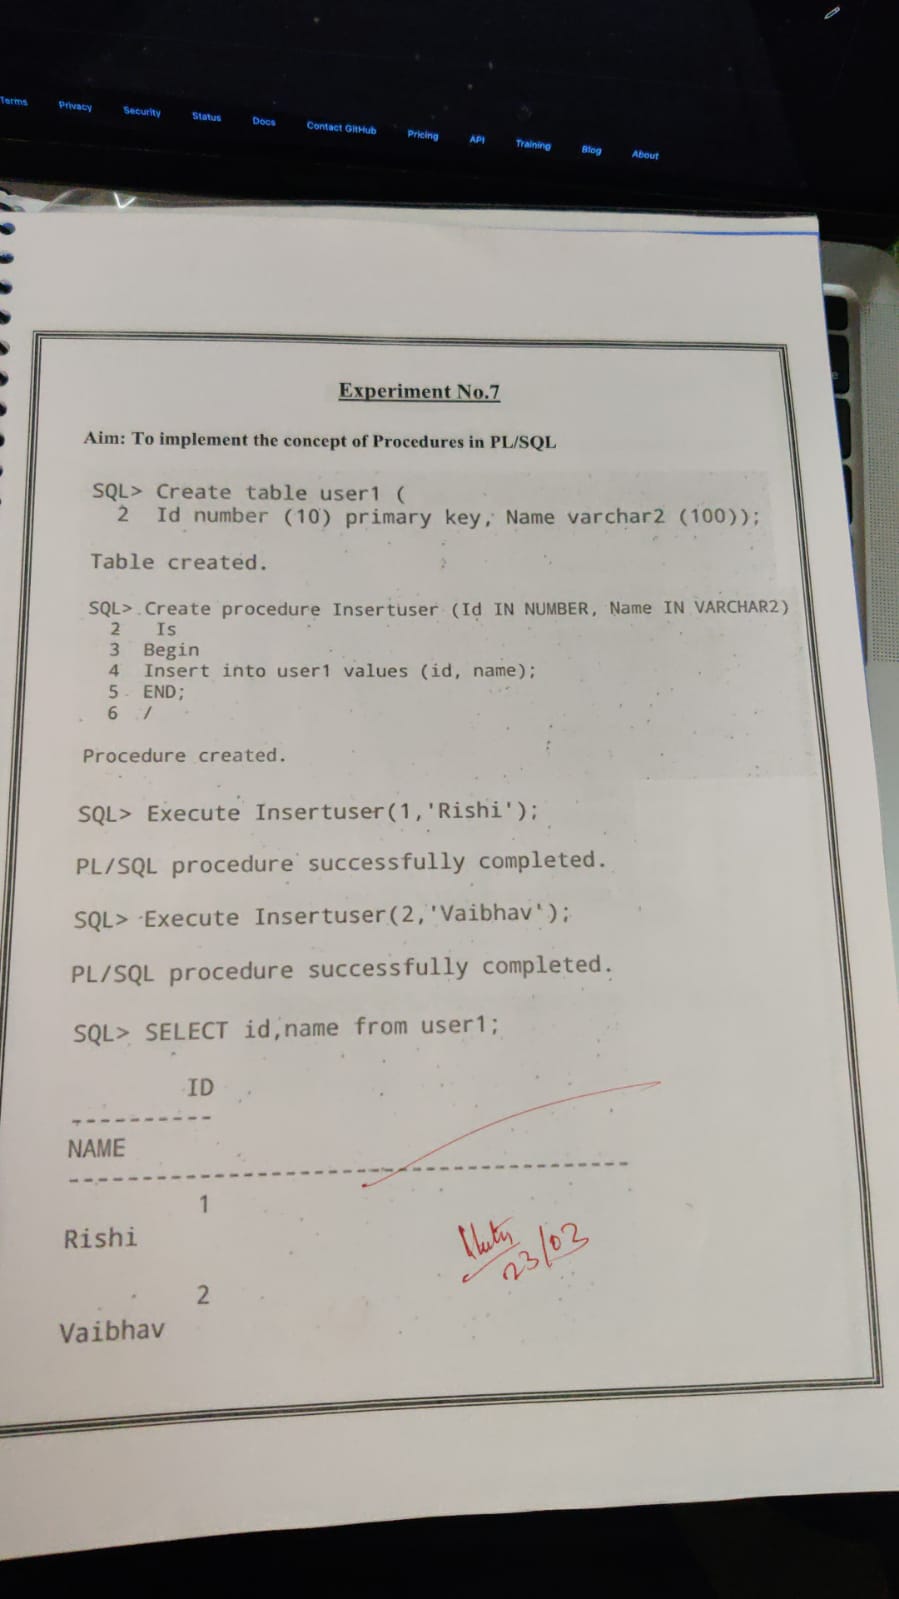 Terms Privacy Security Status Docs Contact GitHub Pricing API Training Blog About
Experiment No.7
Aim: To implement the concept of Procedures in PL/SQL
SQL> Create table user1 (
2 Id number (10) primary key, Name varchar2 (100));
Table created.
SQL> Create procedure Insertuser (Id IN NUMBER, Name IN VARCHAR2)
2 Is
3 Begin
4 Insert into user1 values (id, name);
5 END;
6 /
Procedure created.
SQL> Execute Insertuser(1,'Rishi');
PL/SQL procedure successfully completed.
SQL> Execute Insertuser(2,'Vaibhav');
PL/SQL procedure successfully completed.
SQL> SELECT id,name from user1;
ID
----------
NAME
--------------------------------------
1
Rishi
23/03
2
Vaibhav